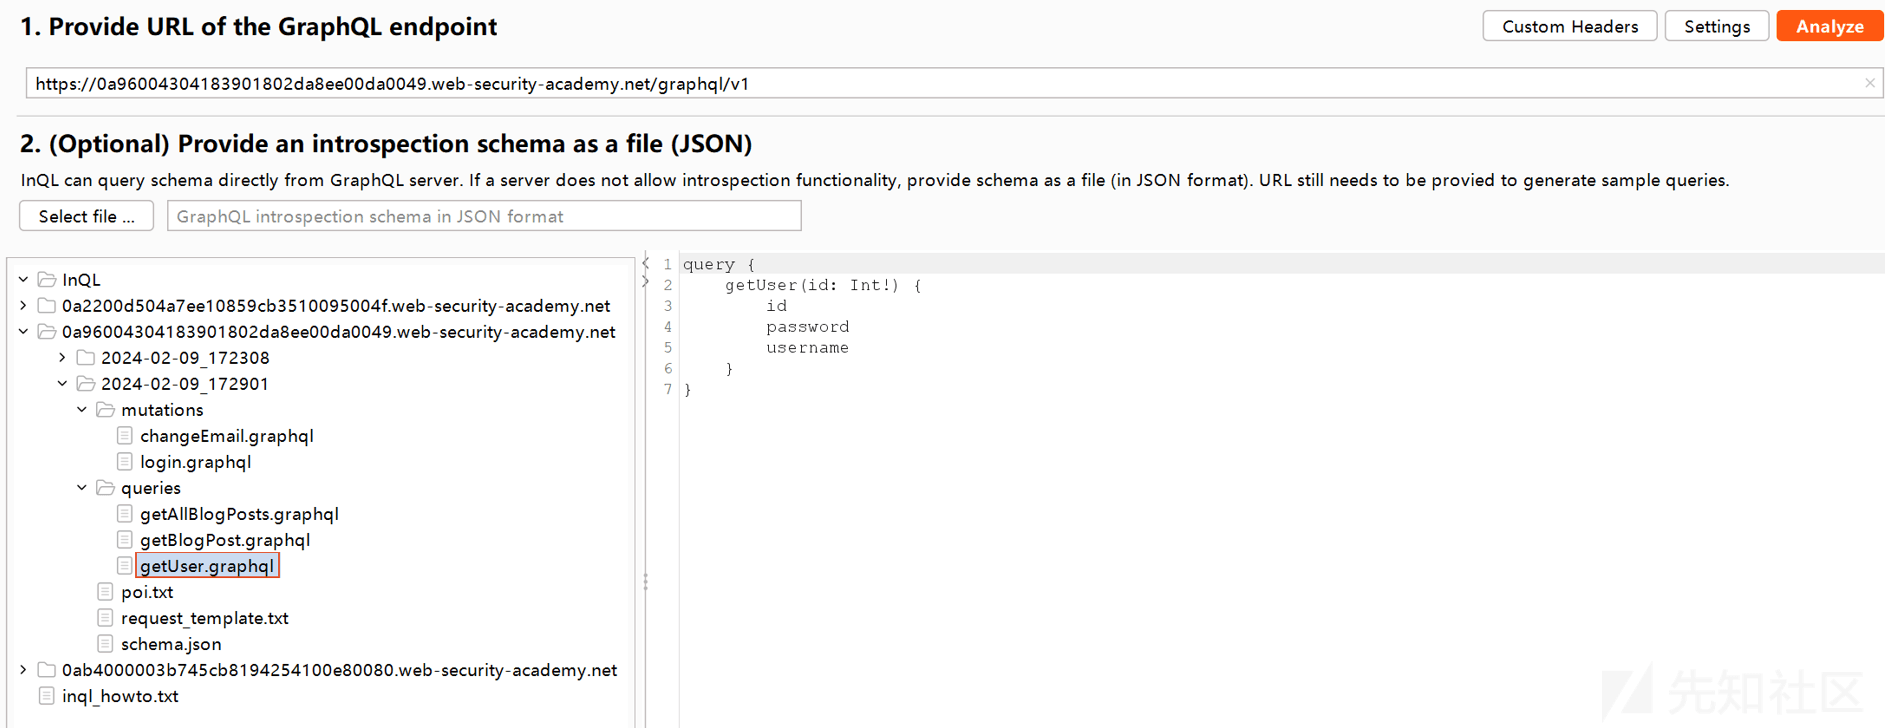 1. Provide URL of the GraphQL endpoint
Custom Headers
Settings
Analyze
https://0a96004304183901802da8ee00da0049.web-security-academy.net/graphql/v1
2. (Optional) Provide an introspection schema as a file (JSON)
InQL can query schema directly from GraphQL server. If a server does not allow introspection functionality, provide schema as a file (in JSON format). URL still needs to be provied to generate sample queries.
Select file ...
GraphQL introspection schema in JSON format
InQL
0a2200d504a7ee10859cb3510095004f.web-security-academy.net
0a96004304183901802da8ee00da0049.web-security-academy.net
2024-02-09_172308
2024-02-09_172901
mutations
changeEmail.graphql
login.graphql
queries
getAllBlogPosts.graphql
getBlogPost.graphql
getUser.graphql
poi.txt
request_template.txt
schema.json
0ab4000003b745cb8194254100e80080.web-security-academy.net
inql_howto.txt
1 query {
2 getUser(id: Int!) {
3 id
4 password
5 username
6 }
7 }
先知社区